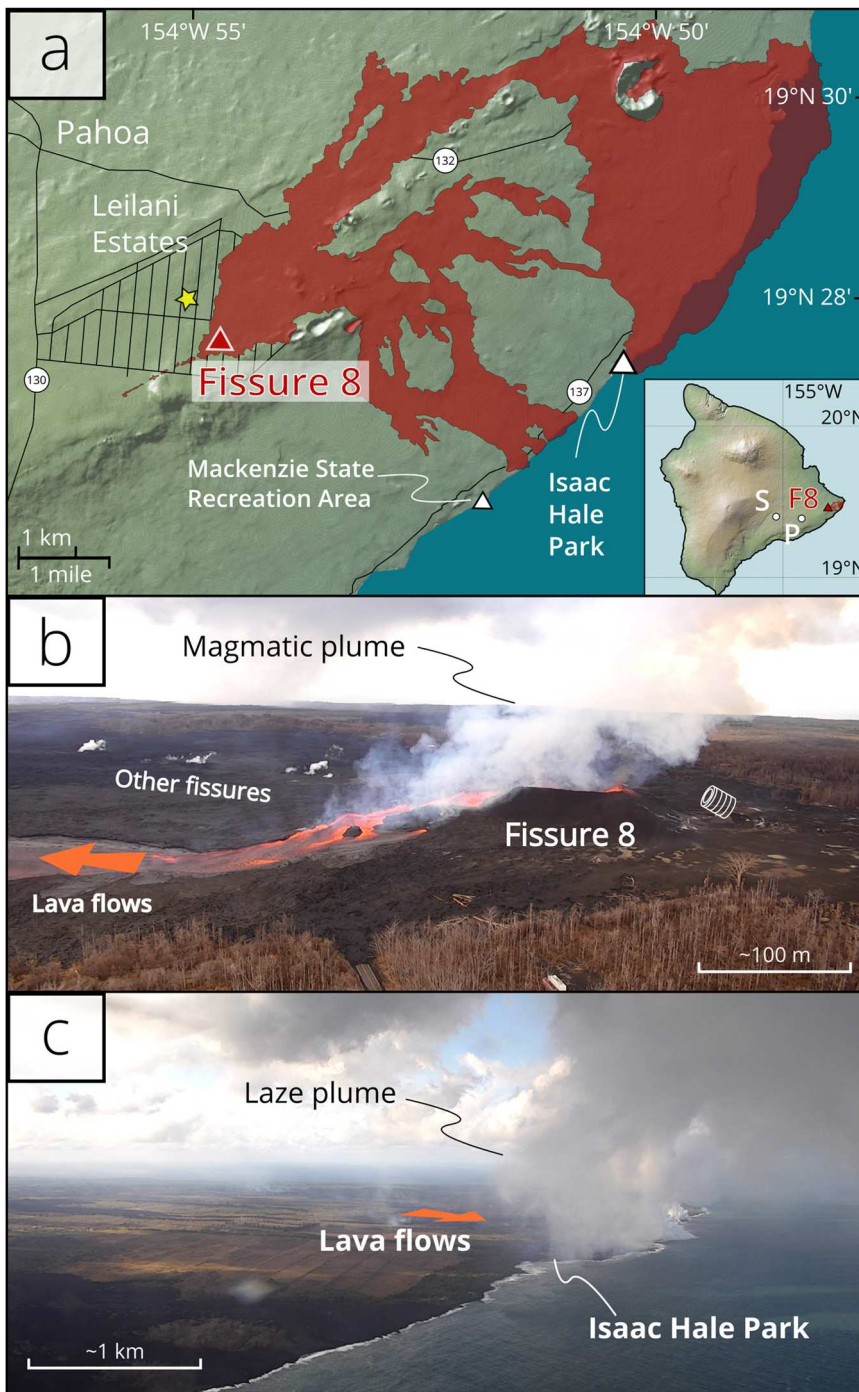 a
154°W 55'
154°W 50'
19°N 30'
Pahoa
132
Leilani
Estates
19°N 28'
Fissure 8
130
137
Mackenzie State
Recreation Area
Isaac
Hale
Park
1 km
1 mile
155°W
20°N
S
F8
P
19°N
b
Magmatic plume
Other fissures
Fissure 8
Lava flows
~100 m
c
Laze plume
Lava flows
Isaac Hale Park
~1 km